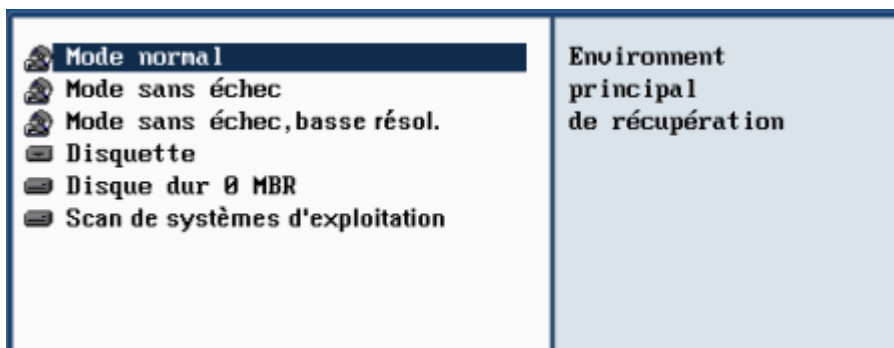 Mode normal
Mode sans échec
Mode sans échec,basse résol.
Disquette
Disque dur 0 MBR
Scan de systèmes d'exploitation
Environnent
principal
de récupération